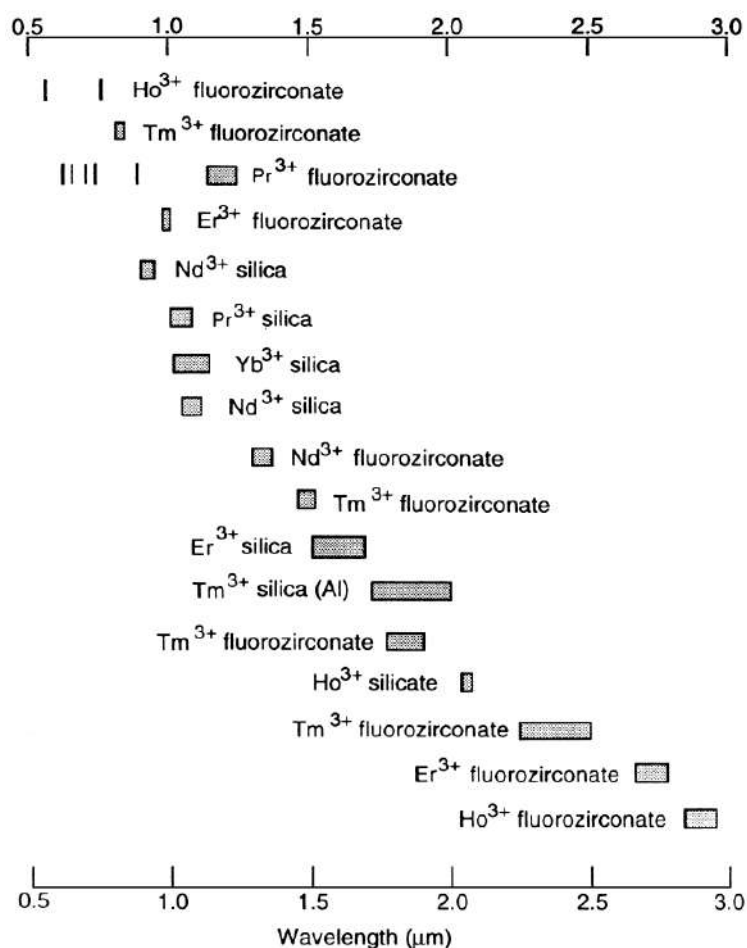 0.5 1.0 1.5 2.0 2.5 3.0
Ho3+ fluorozirconate
Tm3+ fluorozirconate
Pr3+ fluorozirconate
Er3+ fluorozirconate
Nd3+ silica
Pr3+ silica
Yb3+ silica
Nd3+ silica
Nd3+ fluorozirconate
Tm3+ fluorozirconate
Er3+ silica
Tm3+ silica (Al)
Tm3+ fluorozirconate
Ho3+ silicate
Tm3+ fluorozirconate
Er3+ fluorozirconate
Ho3+ fluorozirconate
0.5 1.0 1.5 2.0 2.5 3.0
Wavelength (μm)